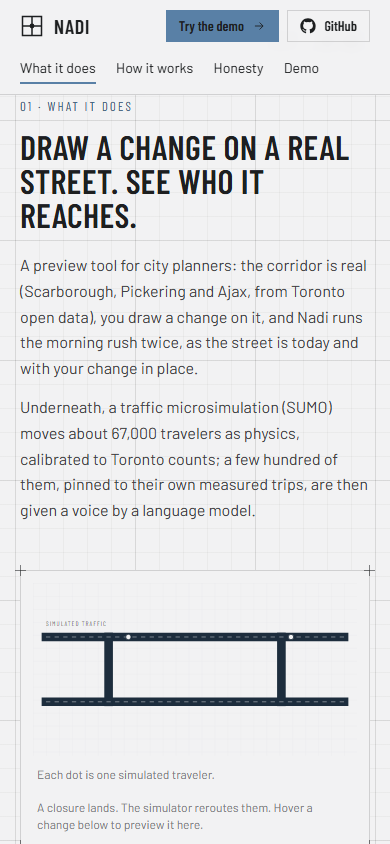 NADI
Try the demo →
GitHub
What it does
How it works
Honesty
Demo
01 · WHAT IT DOES
DRAW A CHANGE ON A REAL
STREET. SEE WHO IT
REACHES.
A preview tool for city planners: the corridor is real
(Scarborough, Pickering and Ajax, from Toronto
open data), you draw a change on it, and Nadi runs
the morning rush twice, as the street is today and
with your change in place.
Underneath, a traffic microsimulation (SUMO)
moves about 67,000 travelers as physics,
calibrated to Toronto counts; a few hundred of
them, pinned to their own measured trips, are then
given a voice by a language model.
SIMULATED TRAFFIC
Each dot is one simulated traveler.
A closure lands. The simulator reroutes them. Hover a
change below to preview it here.